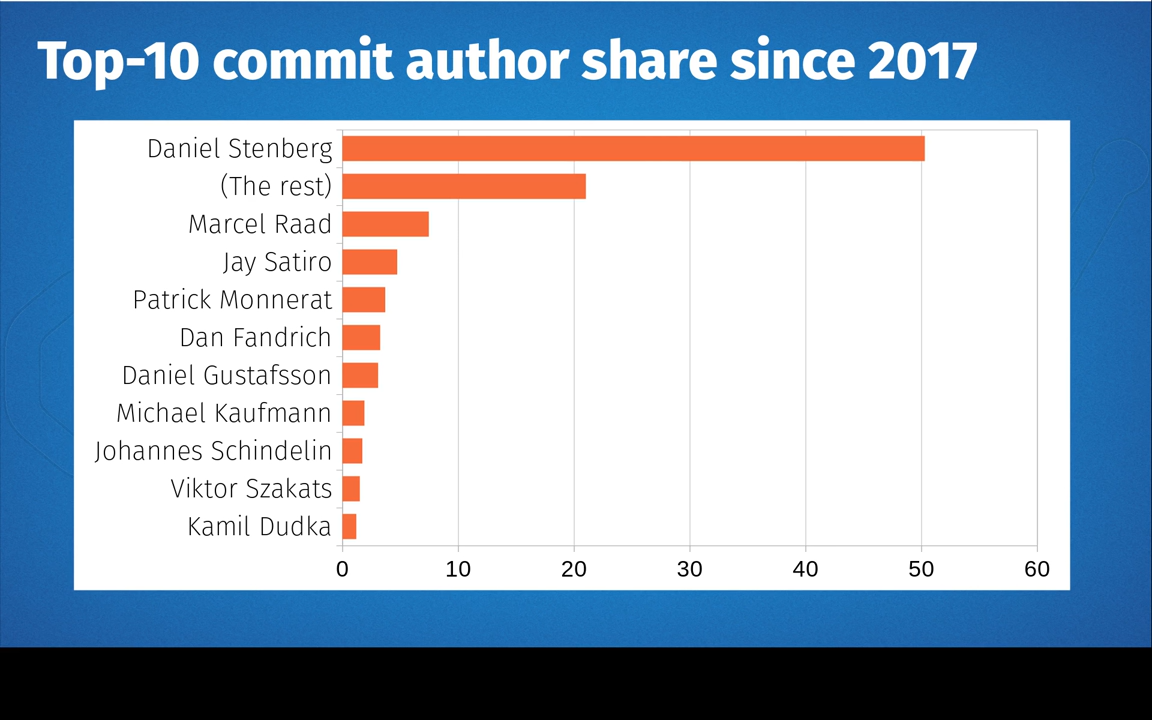 Top-10 commit author share since 2017
Daniel Stenberg
(The rest)
Marcel Raad
Jay Satiro
Patrick Monnerat
Dan Fandrich
Daniel Gustafsson
Michael Kaufmann
Johannes Schindelin
Viktor Szakats
Kamil Dudka
0 10 20 30 40 50 60